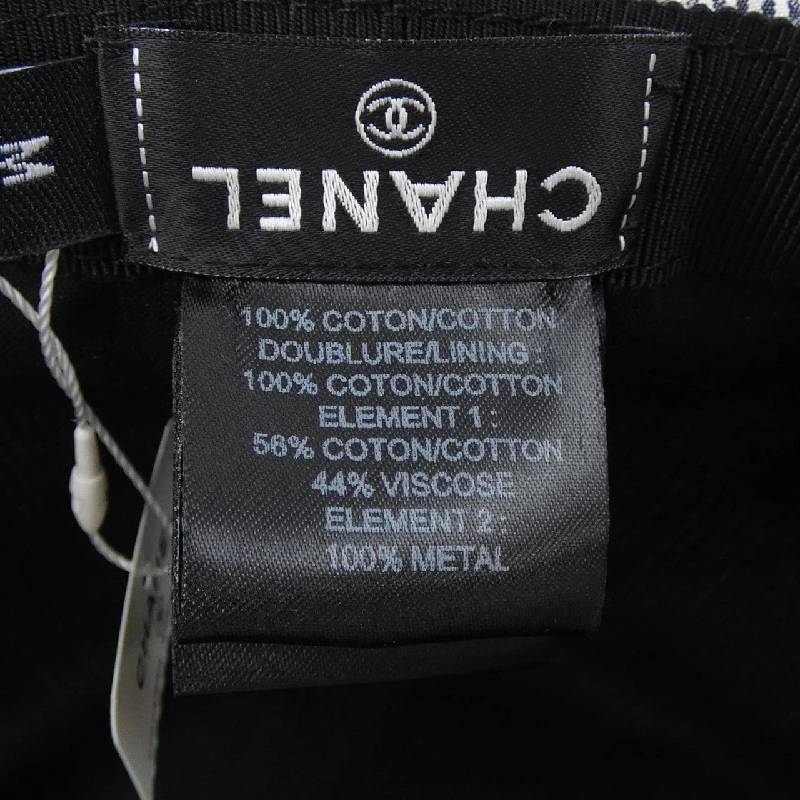 M
CHANEL
100% COTON/COTTON
DOUBLURE/LINING :
100% COTON/COTTON
ELEMENT 1 :
56% COTON/COTTON
44% VISCOSE
ELEMENT 2 :
100% METAL